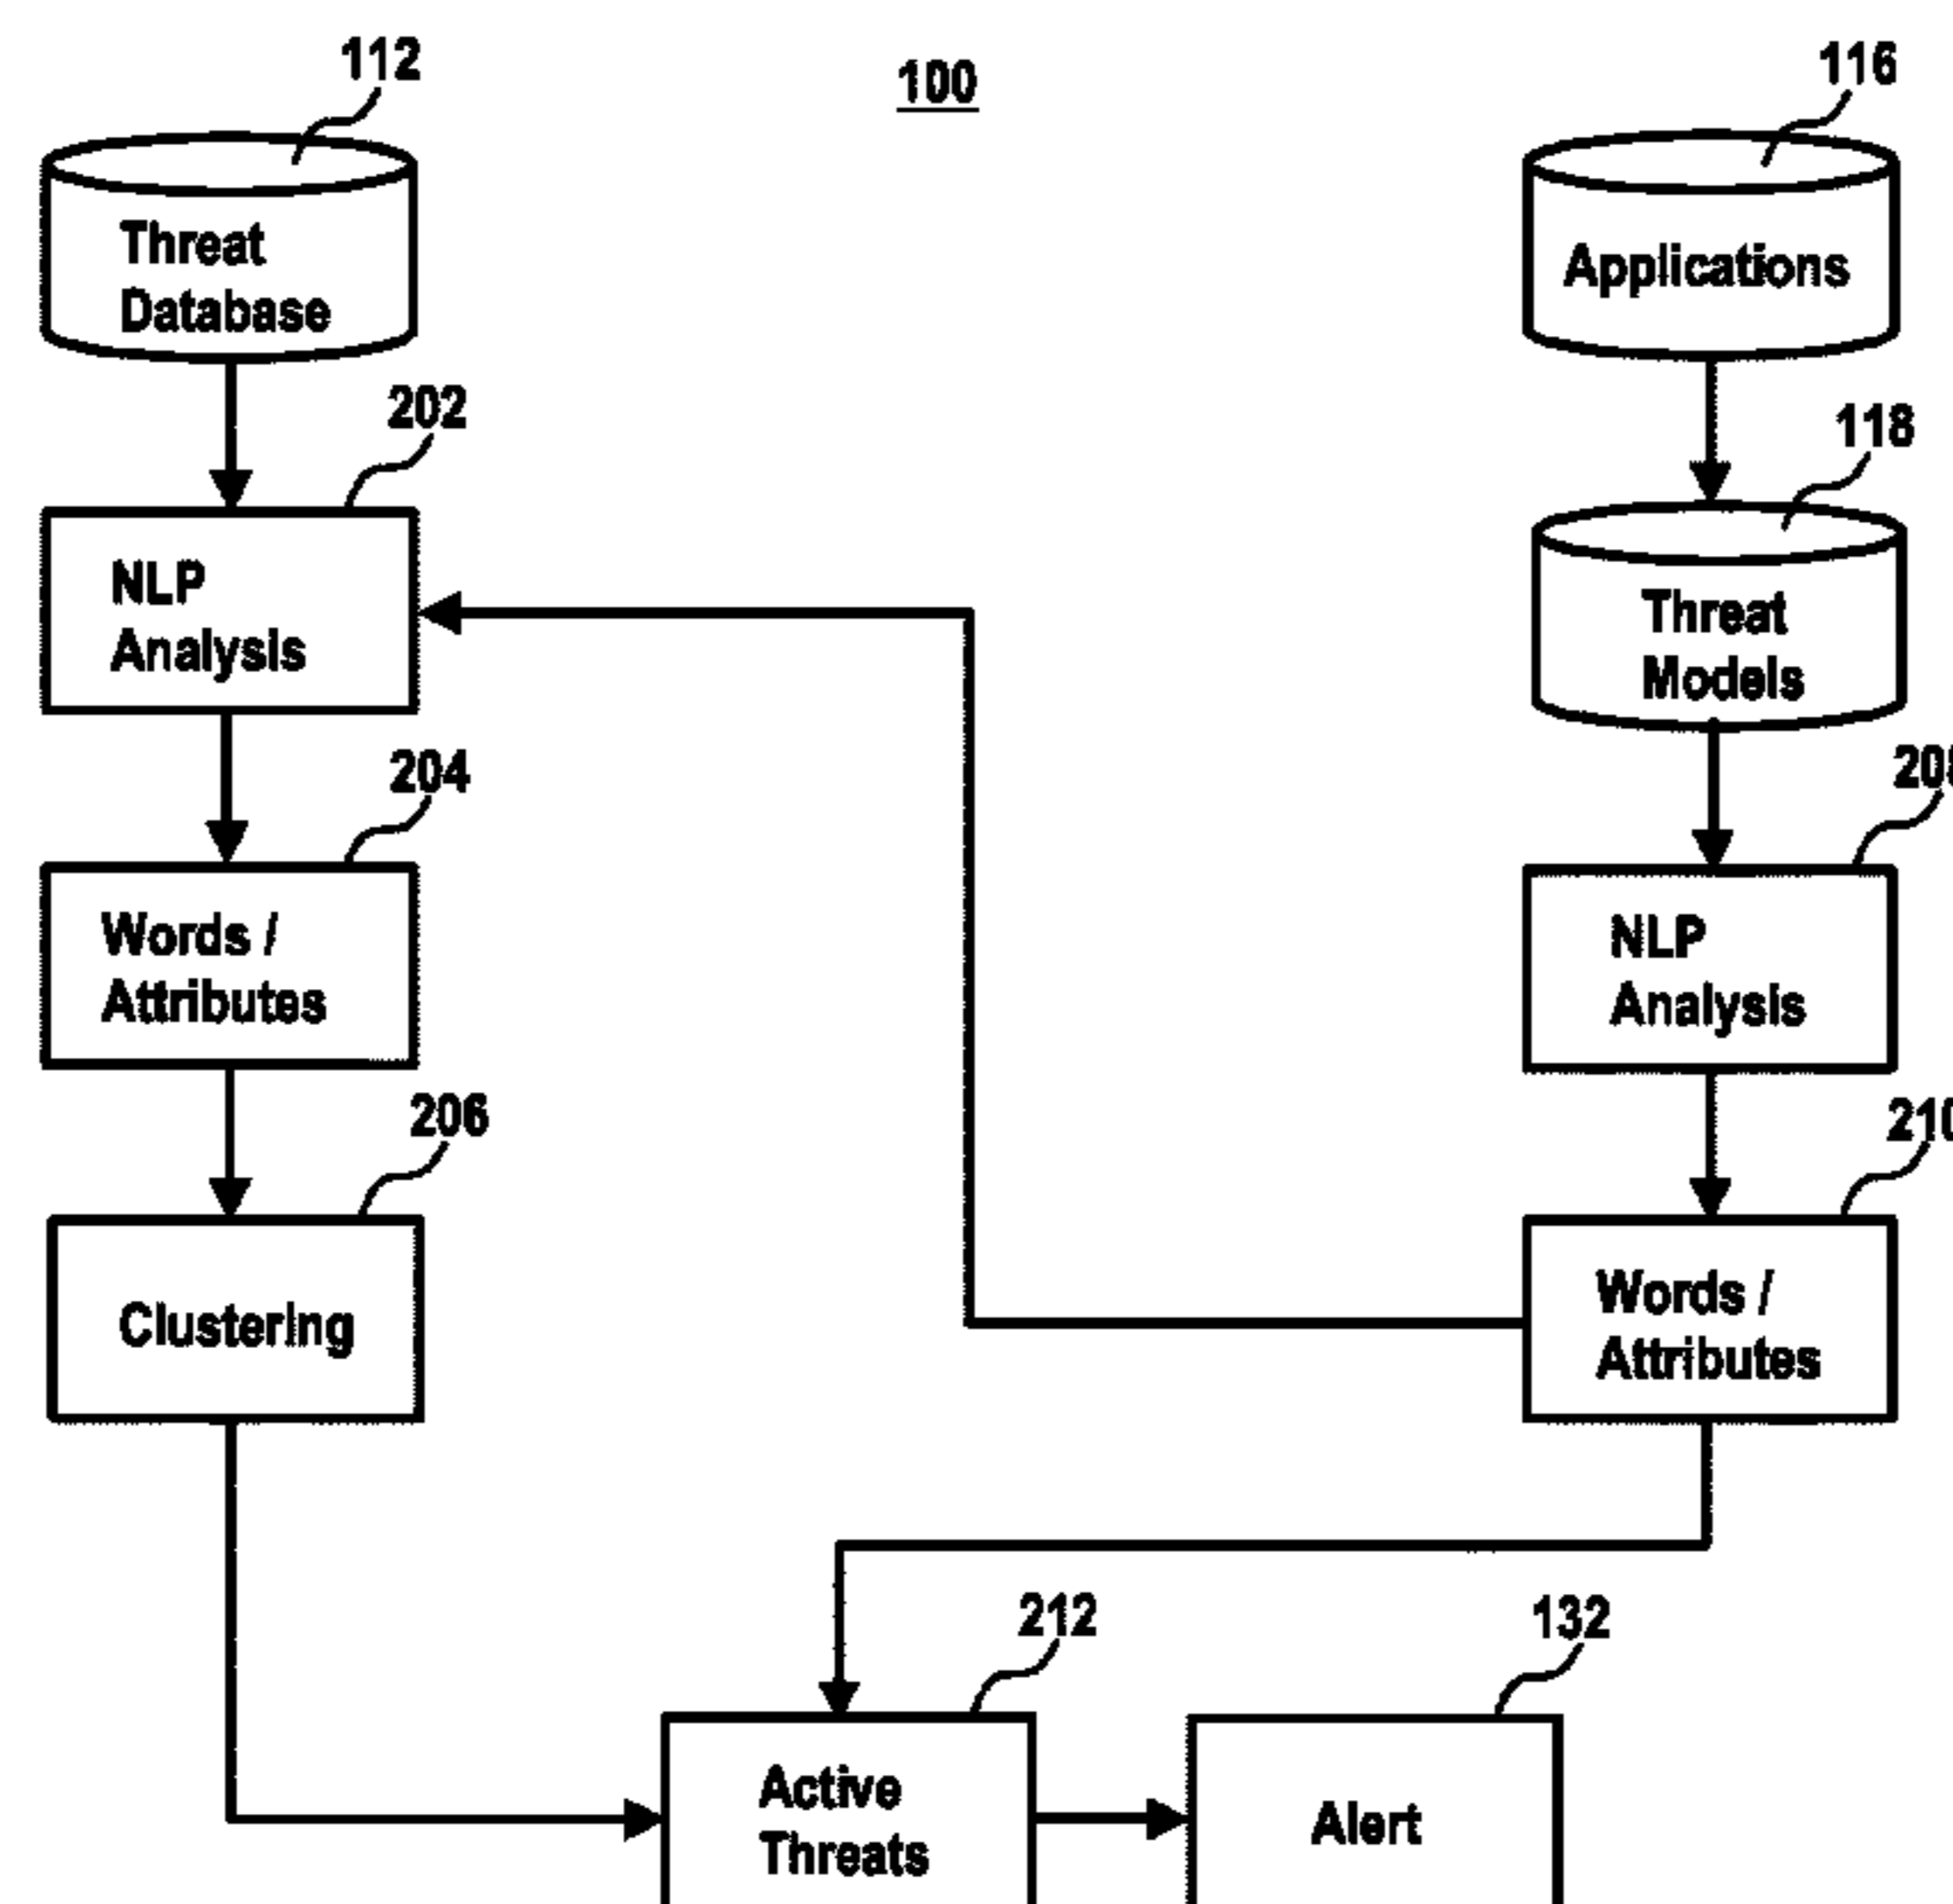 112
100
116
Threat
Database
Applications
202
118
NLP
Analysis
Threat
Models
204
Words /
Attributes
NLP
Analysis
206
210
Clustering
Words /
Attributes
212
132
Active
Threats
Alert